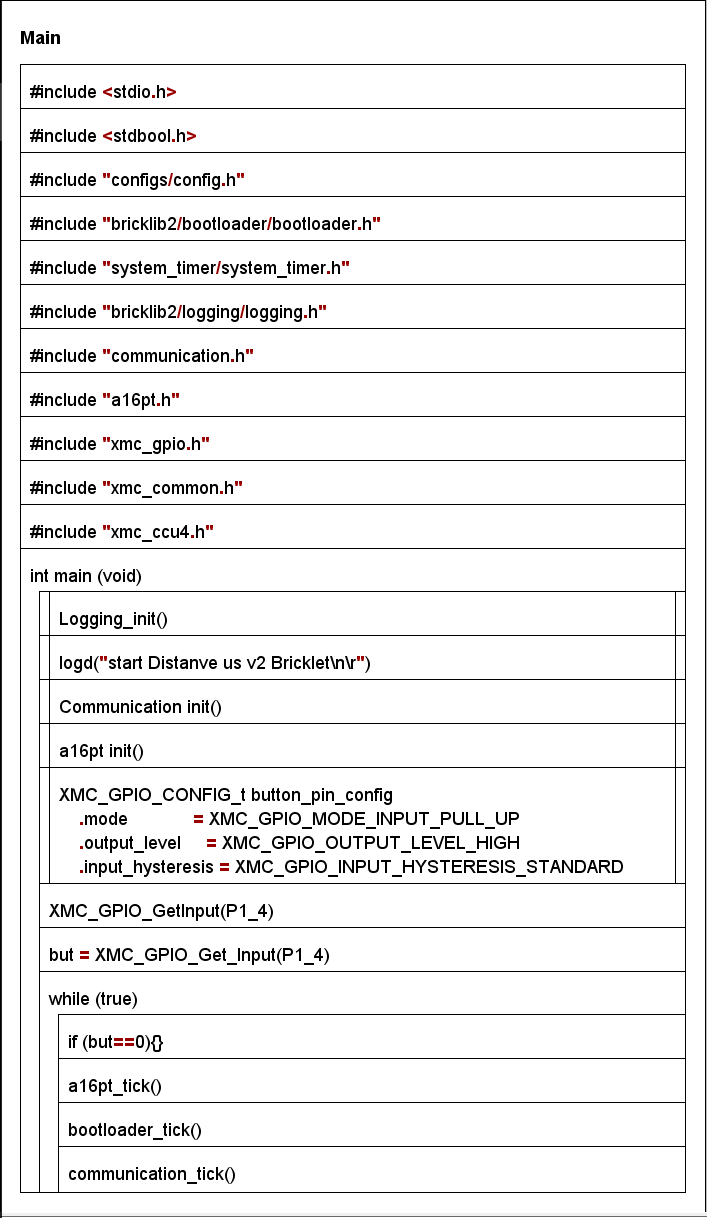 Main
#include <stdio.h>
#include <stdbool.h>
#include "configs/config.h"
#include "bricklib2/bootloader/bootloader.h"
#include "system_timer/system_timer.h"
#include "bricklib2/logging/logging.h"
#include "communication.h"
#include "a16pt.h"
#include "xmc_gpio.h"
#include "xmc_common.h"
#include "xmc_ccu4.h"
int main (void)
Logging_init()
logd("start Distanve us v2 Bricklet\n\r")
Communication init()
a16pt init()
XMC_GPIO_CONFIG_t button_pin_config
.mode = XMC_GPIO_MODE_INPUT_PULL_UP
.output_level = XMC_GPIO_OUTPUT_LEVEL_HIGH
.input_hysteresis = XMC_GPIO_INPUT_HYSTERESIS_STANDARD
XMC_GPIO_GetInput(P1_4)
but = XMC_GPIO_Get_Input(P1_4)
while (true)
if (but==0){}
a16pt_tick()
bootloader_tick()
communication_tick()